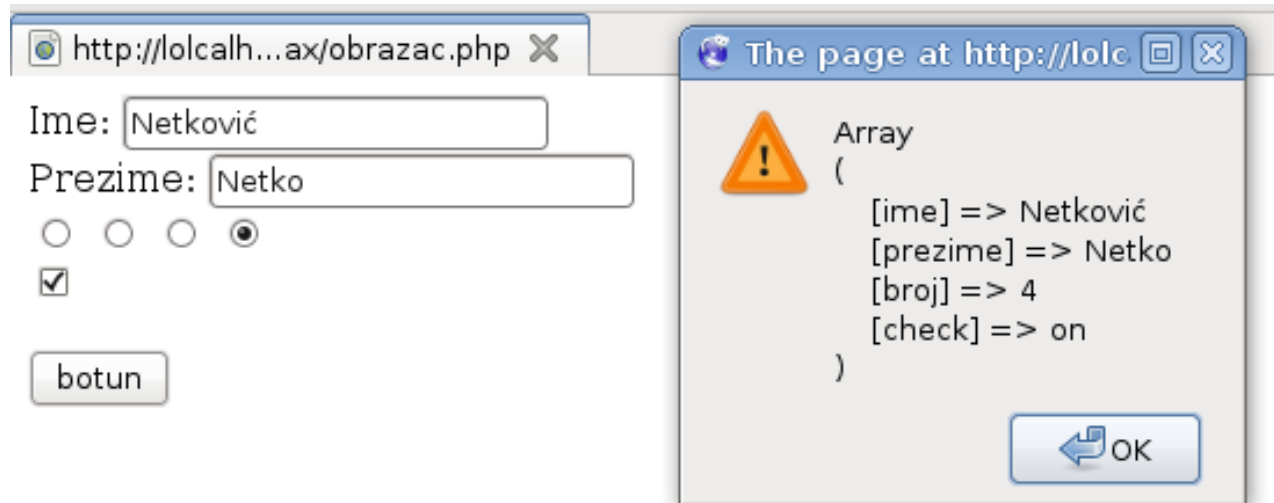 http://lolcalh...ax/obrazac.php
Ime: Netković
Prezime: Netko
botun
The page at http://lolc
Array
(
[ime] => Netković
[prezime] => Netko
[broj] => 4
[check] => on
)
OK